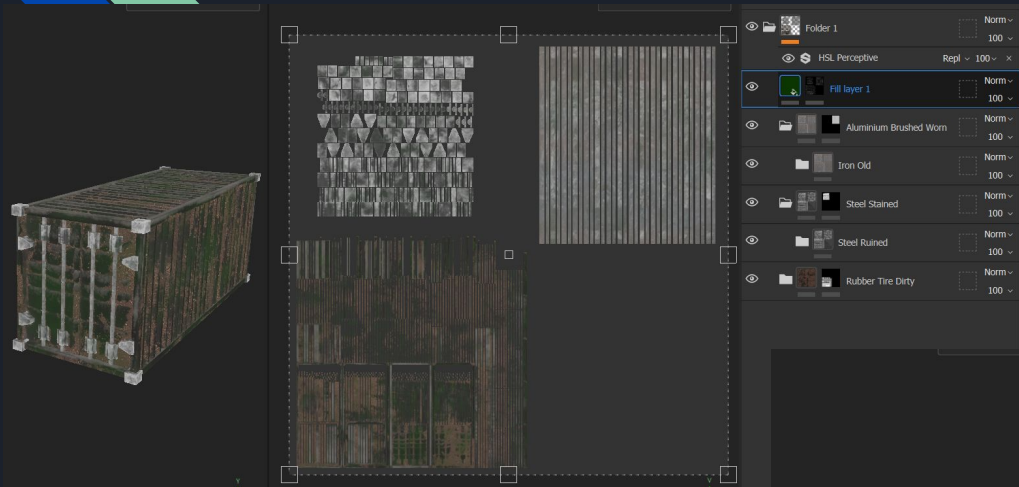 Norm
Folder 1
100
HSL Perceptive Repl 100 ×
Norm
Fill layer 1
100
Norm
Aluminium Brushed Worn
100
Norm
Iron Old
100
Norm
Steel Stained
100
Norm
Steel Ruined
100
Norm
Rubber Tire Dirty
100
Y
V